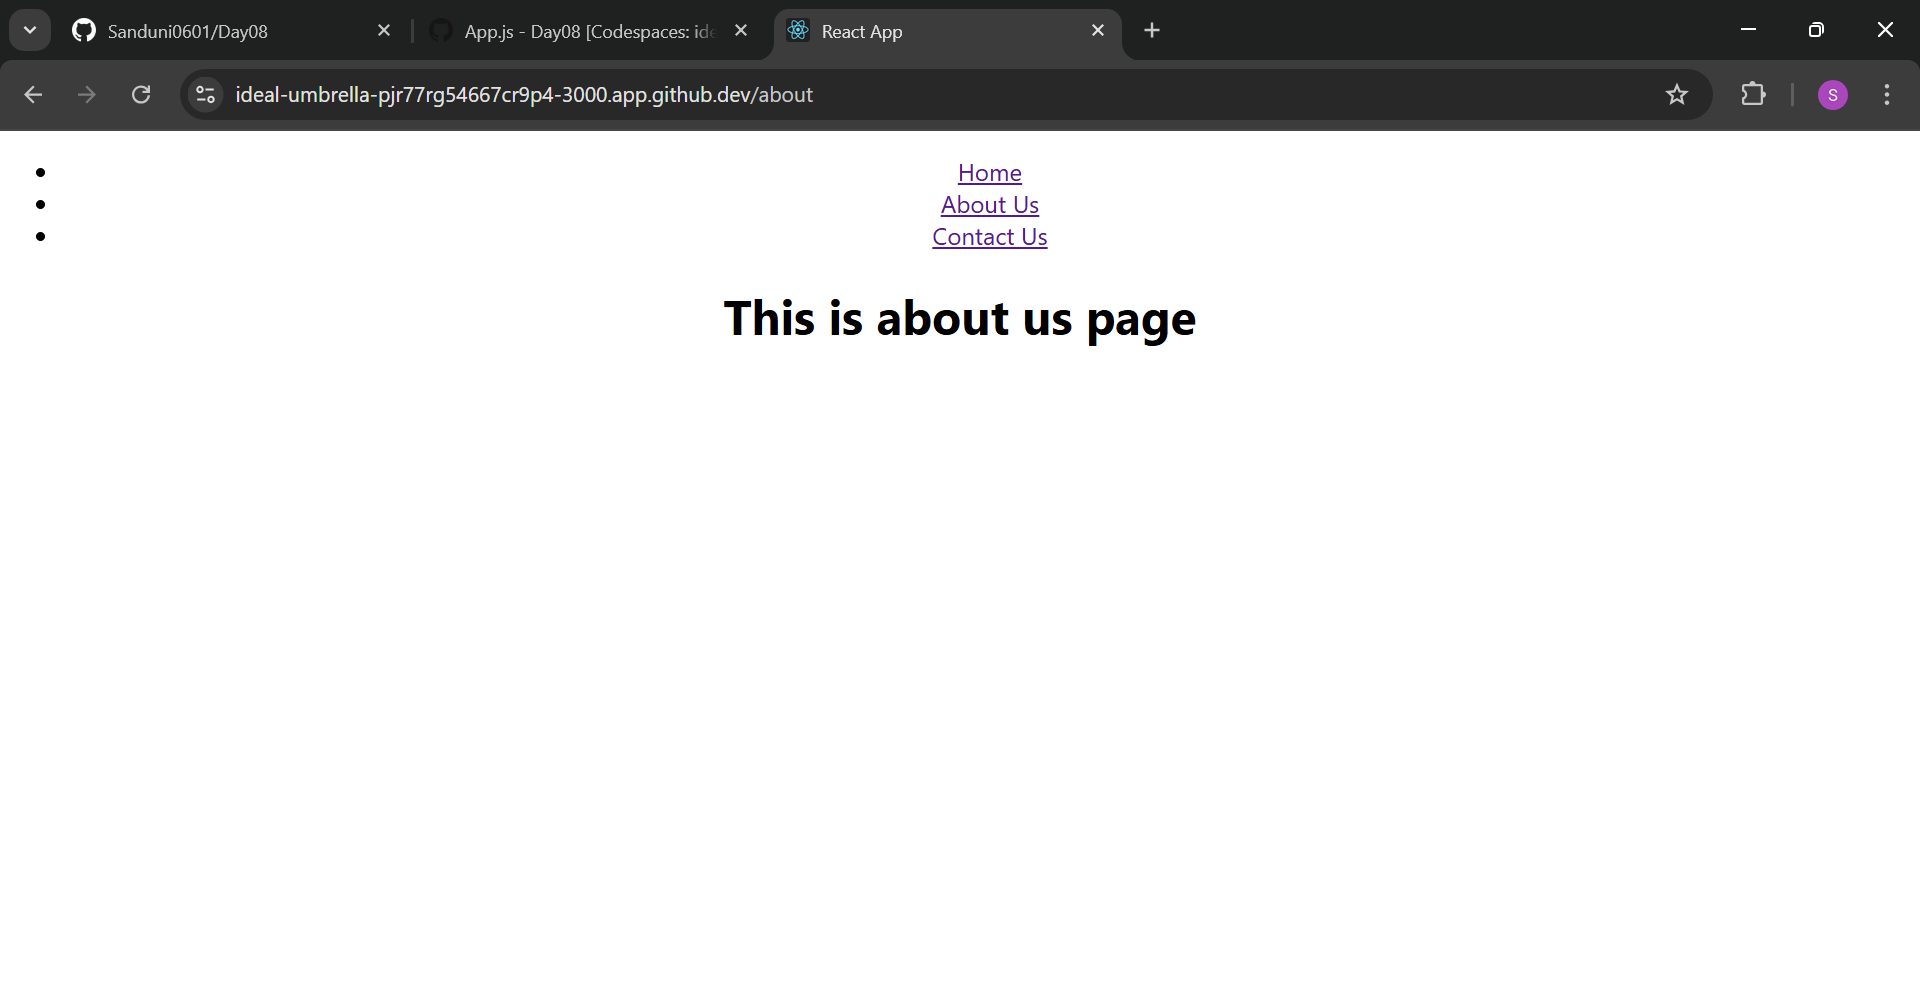 Sanduni0601/Day08
App.js - Day08 [Codespaces: ide
React App
ideal-umbrella-pjr77rg54667cr9p4-3000.app.github.dev/about
S
Home
About Us
Contact Us
This is about us page